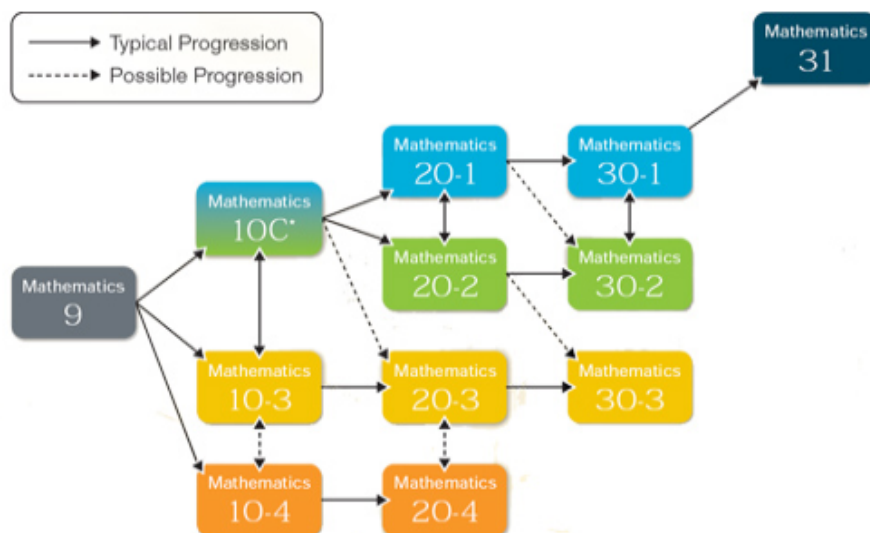 Typical Progression
Possible Progression
Mathematics
31
Mathematics
20-1
Mathematics
30-1
Mathematics
10C*
Mathematics
20-2
Mathematics
30-2
Mathematics
9
Mathematics
10-3
Mathematics
20-3
Mathematics
30-3
Mathematics
10-4
Mathematics
20-4